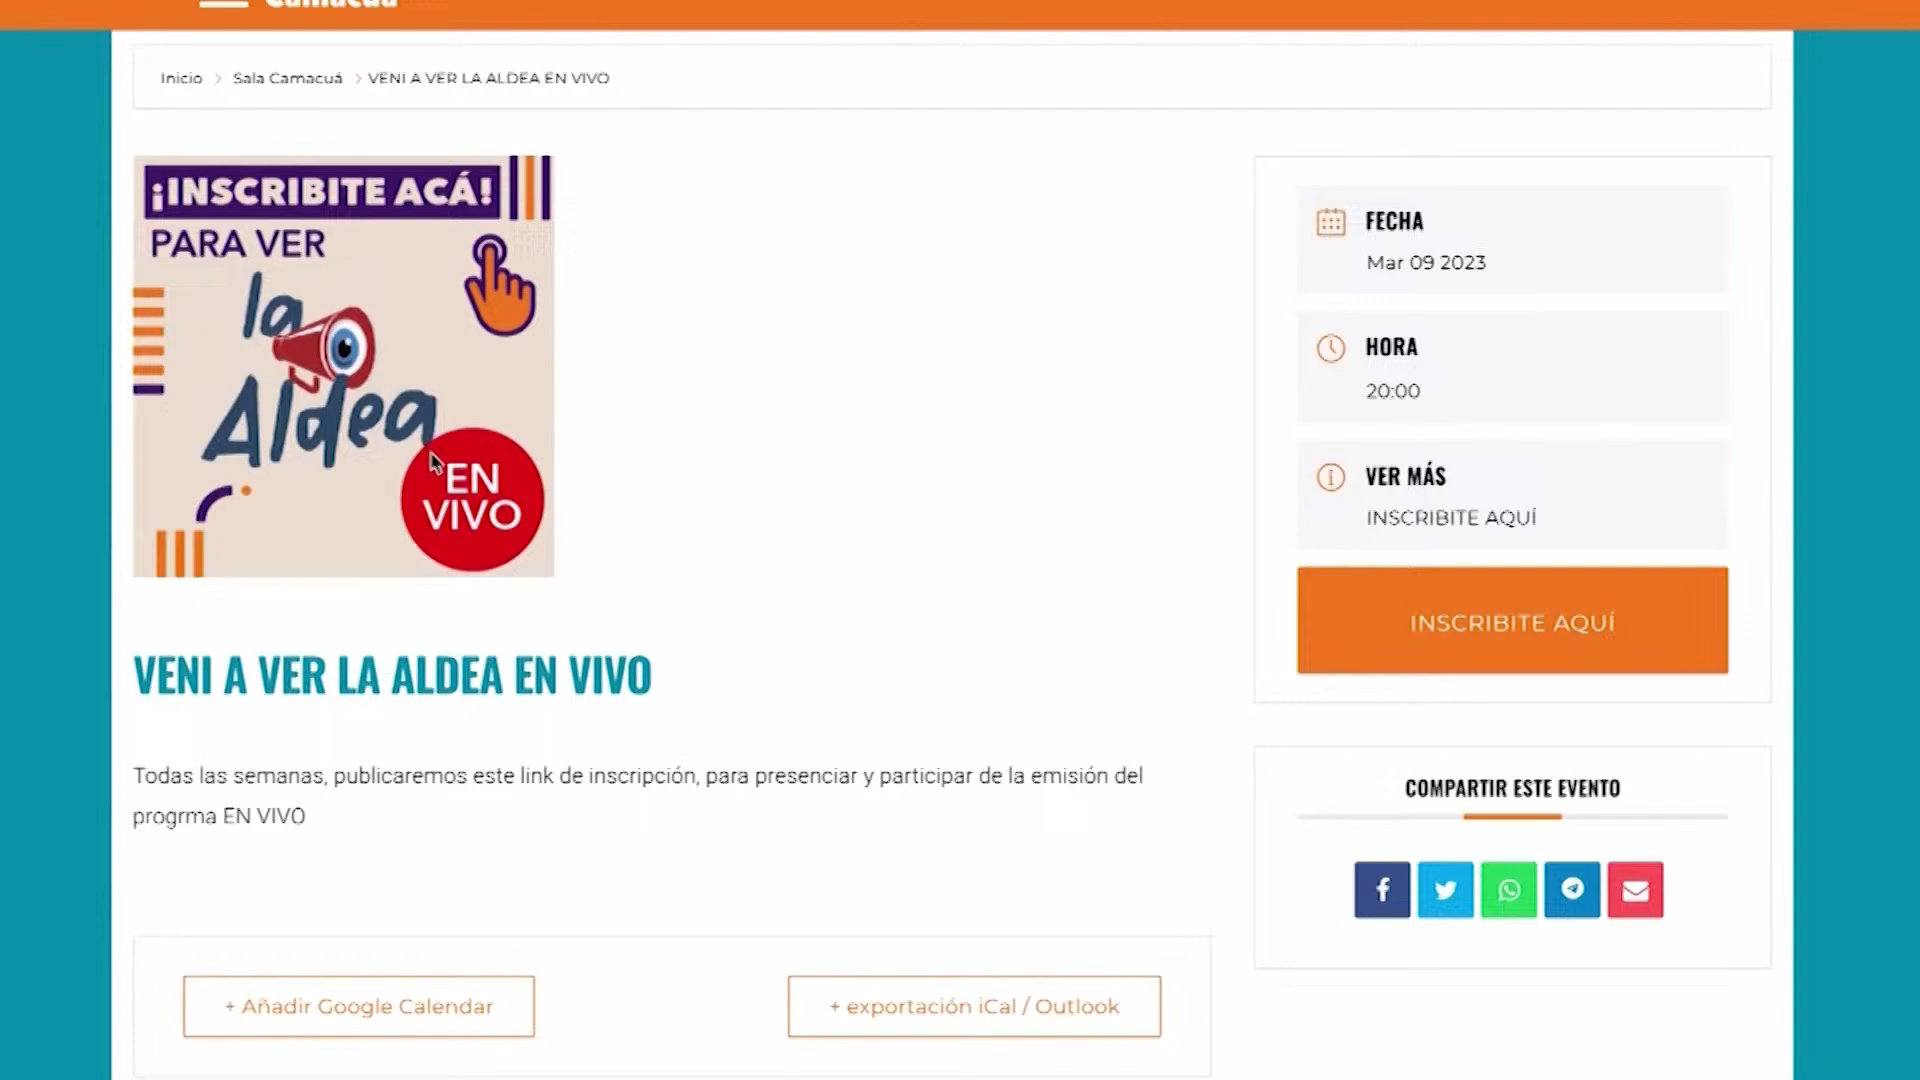 Camacuá
Inicio > Sala Camacuá > VENI A VER LA ALDEA EN VIVO
¡INSCRIBITE ACÁ!
PARA VER
la
Aldea
EN
VIVO
FECHA
Mar 09 2023
HORA
20:00
VER MÁS
INSCRIBITE AQUÍ
INSCRIBITE AQUÍ
VENI A VER LA ALDEA EN VIVO
Todas las semanas, publicaremos este link de inscripción, para presenciar y participar de la emisión del
progrma EN VIVO
COMPARTIR ESTE EVENTO
+ Añadir Google Calendar
+ exportación iCal / Outlook